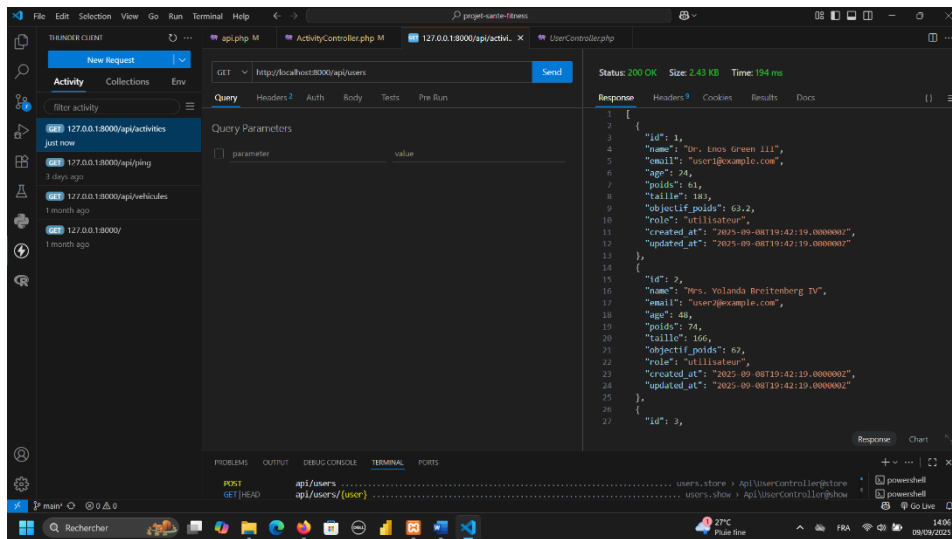 File Edit Selection View Go Run Terminal Help
projet-sante-fitness
THUNDER CLIENT
New Request
Activity Collections Env
filter activity
GET 127.0.0.1:8000/api/activities
just now
GET 127.0.0.1:8000/api/ping
3 days ago
GET 127.0.0.1:8000/api/vehicules
1 month ago
GET 127.0.0.1:8000/
1 month ago
api.php M ActivityController.php M 127.0.0.1:8000/api/activi.. UserController.php
GET http://localhost:8000/api/users Send
Query Headers 2 Auth Body Tests Pre Run
Query Parameters
parameter value
Status: 200 OK Size: 2.43 KB Time: 194 ms
Response Headers 9 Cookies Results Docs {}
1 [
2 {
3 "id": 1,
4 "name": "Dr. Enos Green III",
5 "email": "user1@example.com",
6 "age": 24,
7 "poids": 61,
8 "taille": 183,
9 "objectif_poids": 63.2,
10 "role": "utilisateur",
11 "created_at": "2025-09-08T19:42:19.000000Z",
12 "updated_at": "2025-09-08T19:42:19.000000Z"
13 },
14 {
15 "id": 2,
16 "name": "Mrs. Yolanda Breitenberg IV",
17 "email": "user2@example.com",
18 "age": 48,
19 "poids": 74,
20 "taille": 166,
21 "objectif_poids": 62,
22 "role": "utilisateur",
23 "created_at": "2025-09-08T19:42:19.000000Z",
24 "updated_at": "2025-09-08T19:42:19.000000Z"
25 },
26 {
27 "id": 3,
Response Chart
PROBLEMS OUTPUT DEBUG CONSOLE TERMINAL PORTS
POST api/users ........ users.store › Api\UserController@store
GET|HEAD api/users/{user} ........ users.show › Api\UserController@show
powershell
powershell
main* 0 0 Go Live
Rechercher
27°C
Pluie fine
FRA
14:06
09/09/2025